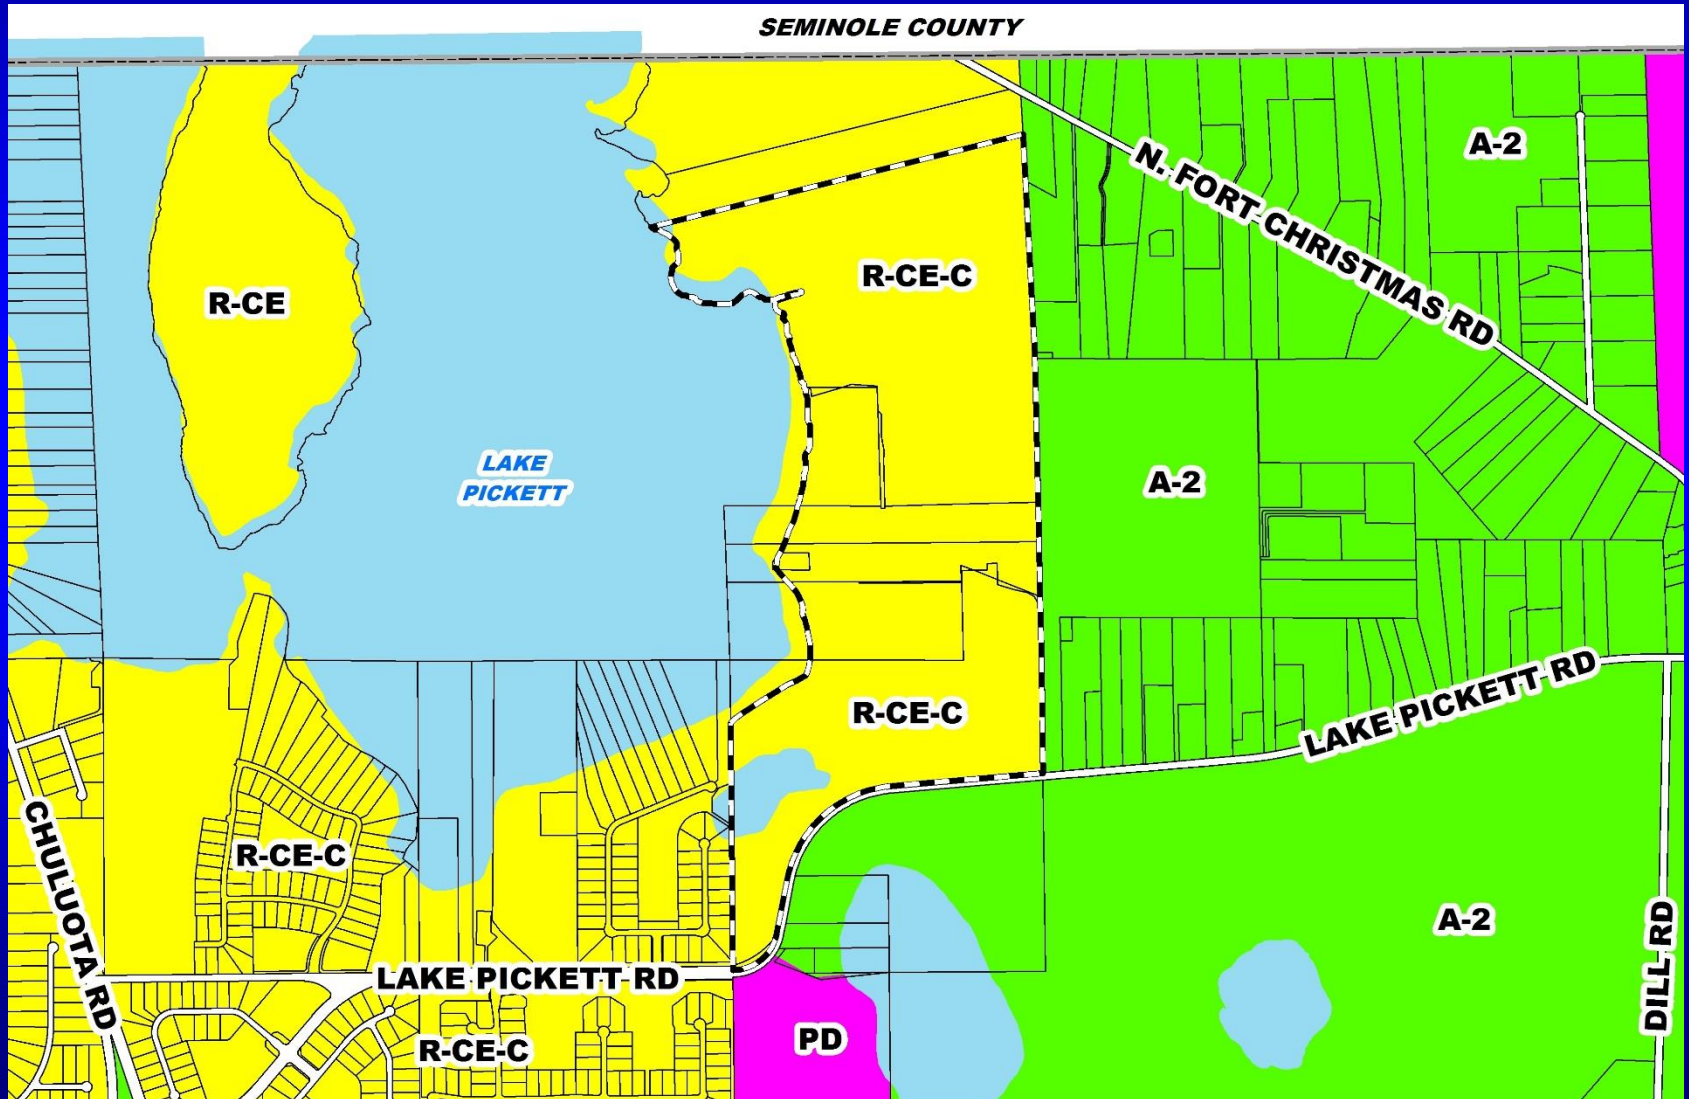 SEMINOLE COUNTY
A-2
N. FORT CHRISTMAS RD
R-CE-C
R-CE
LAKE
PICKETT
A-2
LAKE PICKETT RD
R-CE-C
CHULUOTA RD
R-CE-C
A-2
DILL RD
LAKE PICKETT RD
PD
R-CE-C